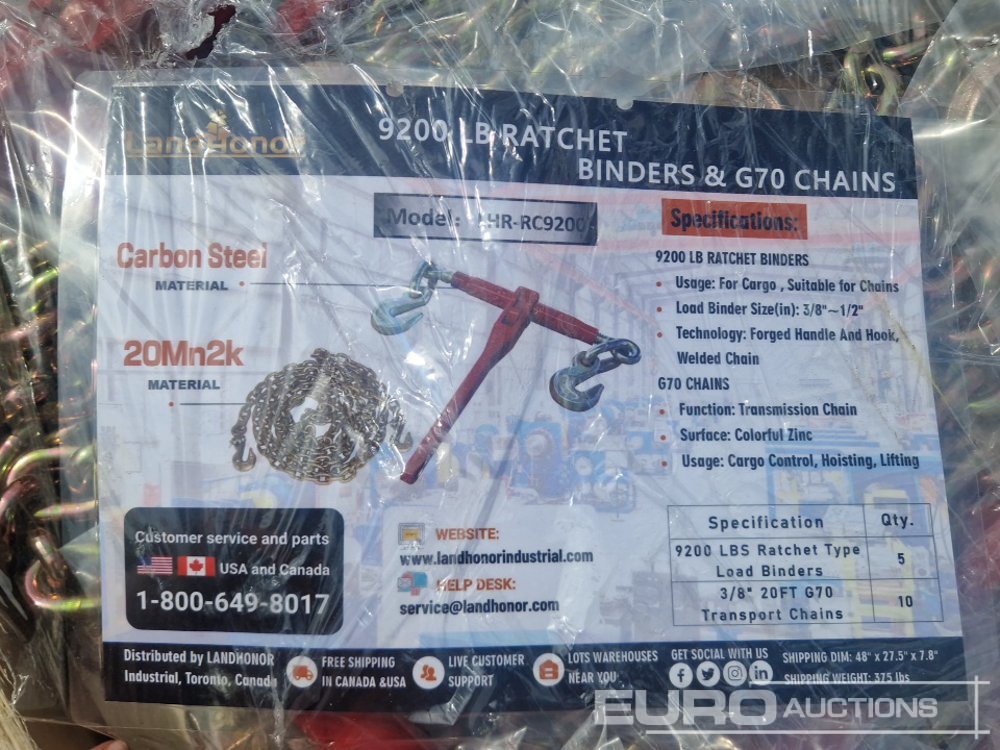 LandHonor
9200 LB RATCHET
BINDERS & G70 CHAINS
Model: LHR-RC9200
Carbon Steel
MATERIAL
20Mn2k
MATERIAL
Specifications:
9200 LB RATCHET BINDERS
• Usage: For Cargo , Suitable for Chains
• Load Binder Size(in): 3/8"~1/2"
• Technology: Forged Handle And Hook,
Welded Chain
G70 CHAINS
• Function: Transmission Chain
• Surface: Colorful Zinc
• Usage: Cargo Control, Hoisting, Lifting
Customer service and parts
USA and Canada
1-800-649-8017
WEBSITE:
www.landhonorindustrial.com
HELP DESK:
service@landhonor.com
Specification Qty.
9200 LBS Ratchet Type
Load Binders 5
3/8" 20FT G70
Transport Chains 10
Distributed by LANDHONOR
Industrial, Toronto, Canada
FREE SHIPPING
IN CANADA &USA
LIVE CUSTOMER
SUPPORT
LOTS WAREHOUSES
NEAR YOU
GET SOCIAL WITH US
SHIPPING DIM: 48" x 27.5" x 7.8"
SHIPPING WEIGHT: 375 lbs
EURO AUCTIONS